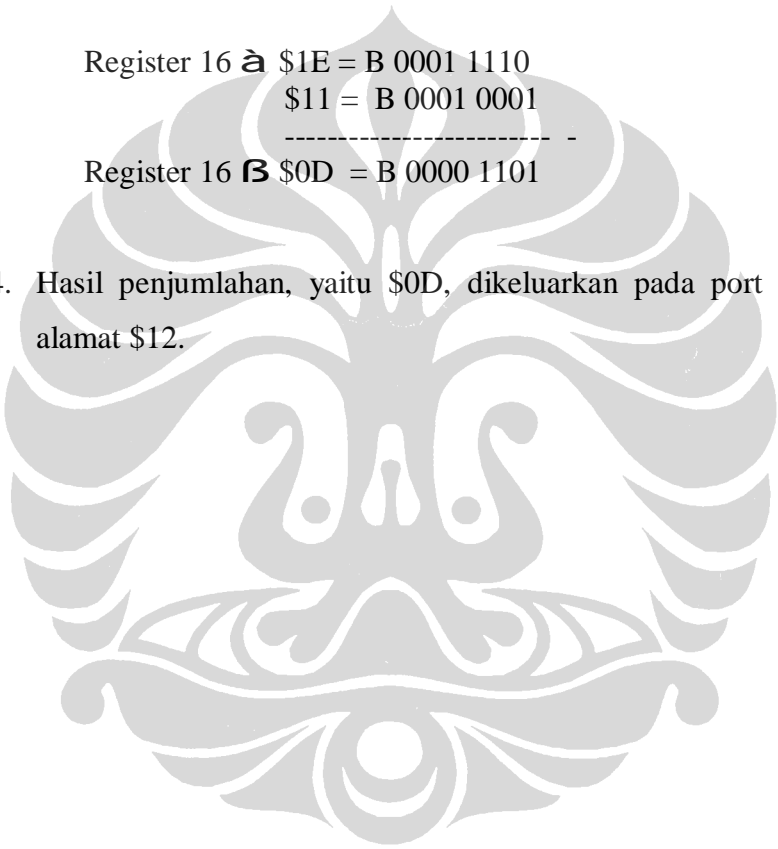 Register 16 à $1E = B 0001 1110
$11 = B 0001 0001
------------------------- -
Register 16 ß $0D = B 0000 1101
4. Hasil penjumlahan, yaitu $0D, dikeluarkan pada port
alamat $12.